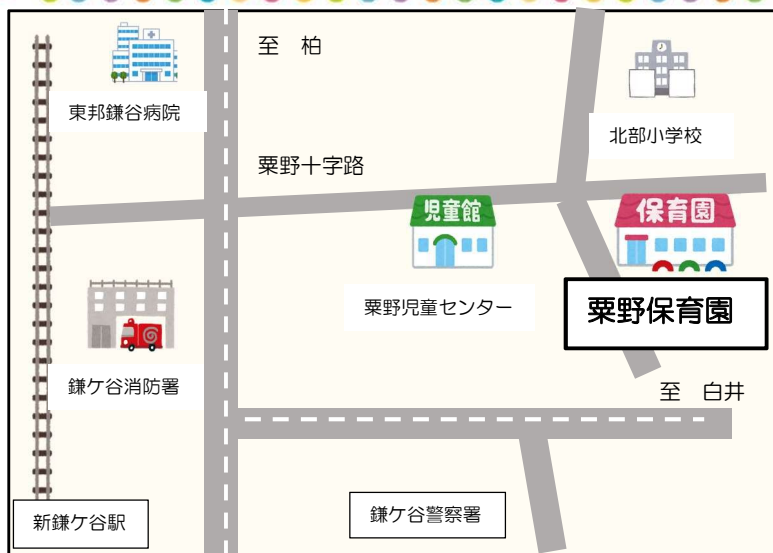 至 柏
東邦鎌谷病院
北部小学校
粟野十字路
児童館
保育園
粟野児童センター
粟野保育園
鎌ケ谷消防署
至 白井
新鎌ケ谷駅
鎌ケ谷警察署